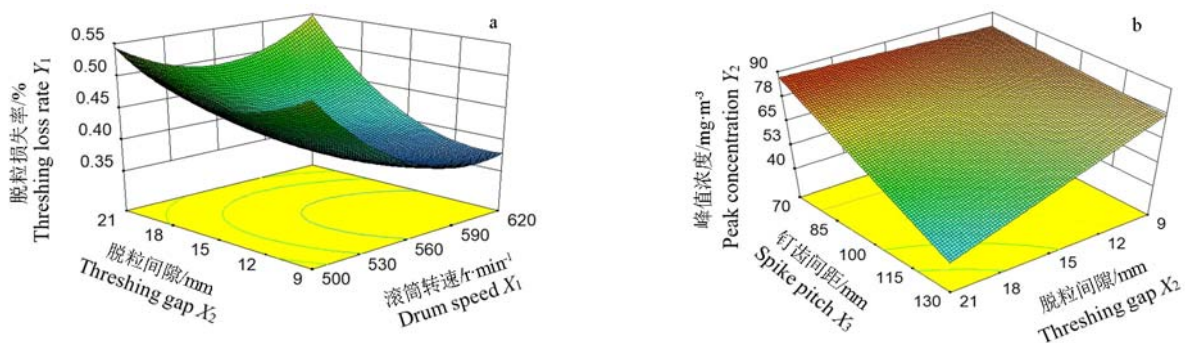 a
脱粒损失率/%
Threshing loss rate Y₁
0.55
0.50
0.45
0.40
0.35
21
18
15
12
9
脱粒间隙/mm
Threshing gap X₂
500
530
560
590
620
滚筒转速/r·min⁻¹
Drum speed X₁
b
峰值浓度/mg·m⁻³
Peak concentration Y₂
90
78
65
53
40
70
85
100
115
130
钉齿间距/mm
Spike pitch X₃
21
18
15
12
9
脱粒间隙/mm
Threshing gap X₂